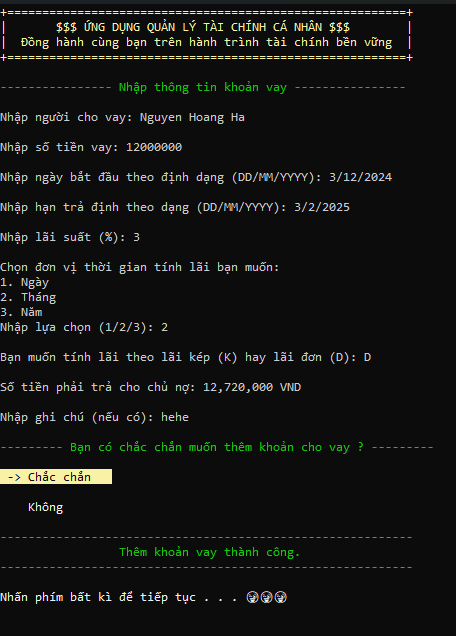 +=========================================================+
|       $$$ ỨNG DỤNG QUẢN LÝ TÀI CHÍNH CÁ NHÂN $$$        |
|  Đồng hành cùng bạn trên hành trình tài chính bền vững  |
+=========================================================+
---------------- Nhập thông tin khoản vay ----------------
Nhập người cho vay: Nguyen Hoang Ha
Nhập số tiền vay: 12000000
Nhập ngày bắt đầu theo định dạng (DD/MM/YYYY): 3/12/2024
Nhập hạn trả định theo dạng (DD/MM/YYYY): 3/2/2025
Nhập lãi suất (%): 3
Chọn đơn vị thời gian tính lãi bạn muốn:
1. Ngày
2. Tháng
3. Năm
Nhập lựa chọn (1/2/3): 2
Bạn muốn tính lãi theo lãi kép (K) hay lãi đơn (D): D
Số tiền phải trả cho chủ nợ: 12,720,000 VND
Nhập ghi chú (nếu có): hehe
--------- Bạn có chắc chắn muốn thêm khoản cho vay ? ---------
-> Chắc chắn
Không
-----------------------------------------------------------
Thêm khoản vay thành công.
-----------------------------------------------------------
Nhấn phím bất kì để tiếp tục . . .